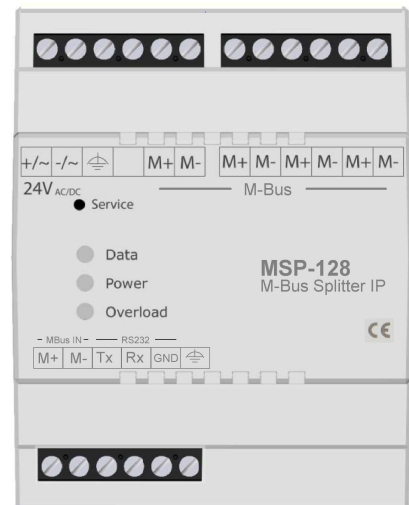 +/~ -/~ M+ M- M+ M- M+ M- M+ M-
24V AC/DC M-Bus
Service
Data
Power
Overload
MSP-128
M-Bus Splitter IP
CE
- MBus IN - RS232
M+ M- Tx Rx GND